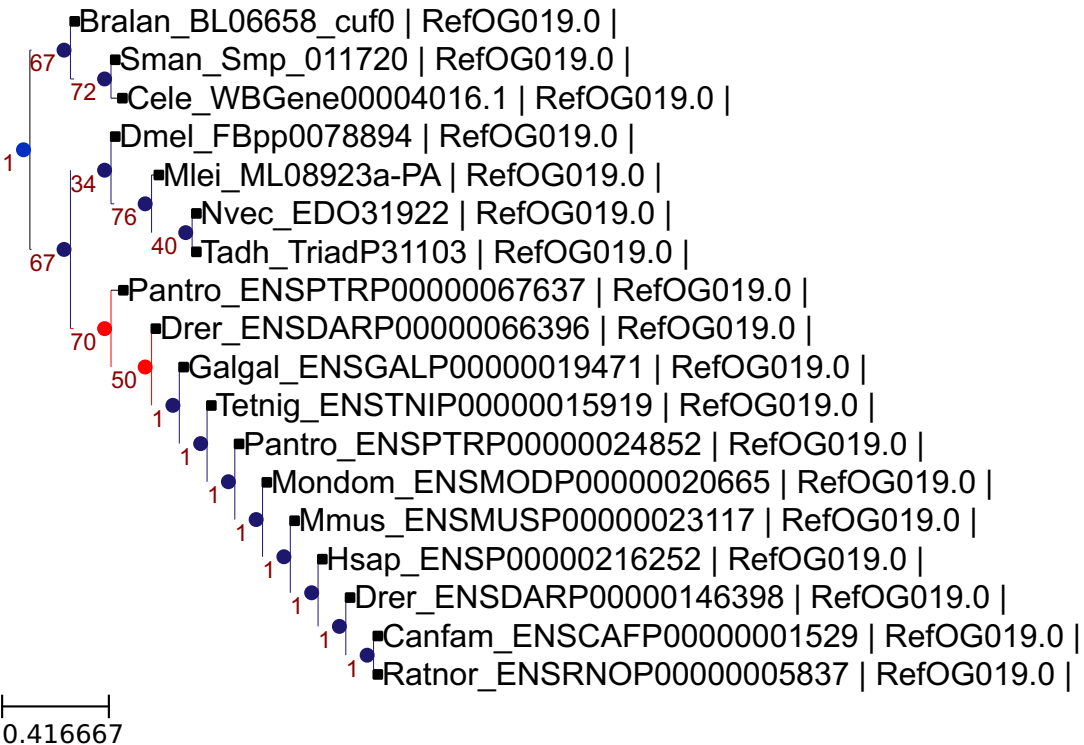 Bralan_BL06658_cuf0 | RefOG019.0 |
67
Sman_Smp_011720 | RefOG019.0 |
72
Cele_WBGene00004016.1 | RefOG019.0 |
Dmel_FBpp0078894 | RefOG019.0 |
1
Mlei_ML08923a-PA | RefOG019.0 |
34
Nvec_EDO31922 | RefOG019.0 |
76
40
Tadh_TriadP31103 | RefOG019.0 |
67
Pantro_ENSPTRP00000067637 | RefOG019.0 |
Drer_ENSDARP00000066396 | RefOG019.0 |
70
Galgal_ENSGALP00000019471 | RefOG019.0 |
50
Tetnig_ENSTNIP00000015919 | RefOG019.0 |
1
Pantro_ENSPTRP00000024852 | RefOG019.0 |
1
Mondom_ENSMODP00000020665 | RefOG019.0 |
1
Mmus_ENSMUSP00000023117 | RefOG019.0 |
1
Hsap_ENSP00000216252 | RefOG019.0 |
1
Drer_ENSDARP00000146398 | RefOG019.0 |
1
Canfam_ENSCAFP00000001529 | RefOG019.0 |
1
1
Ratnor_ENSRNOP00000005837 | RefOG019.0 |
0.416667